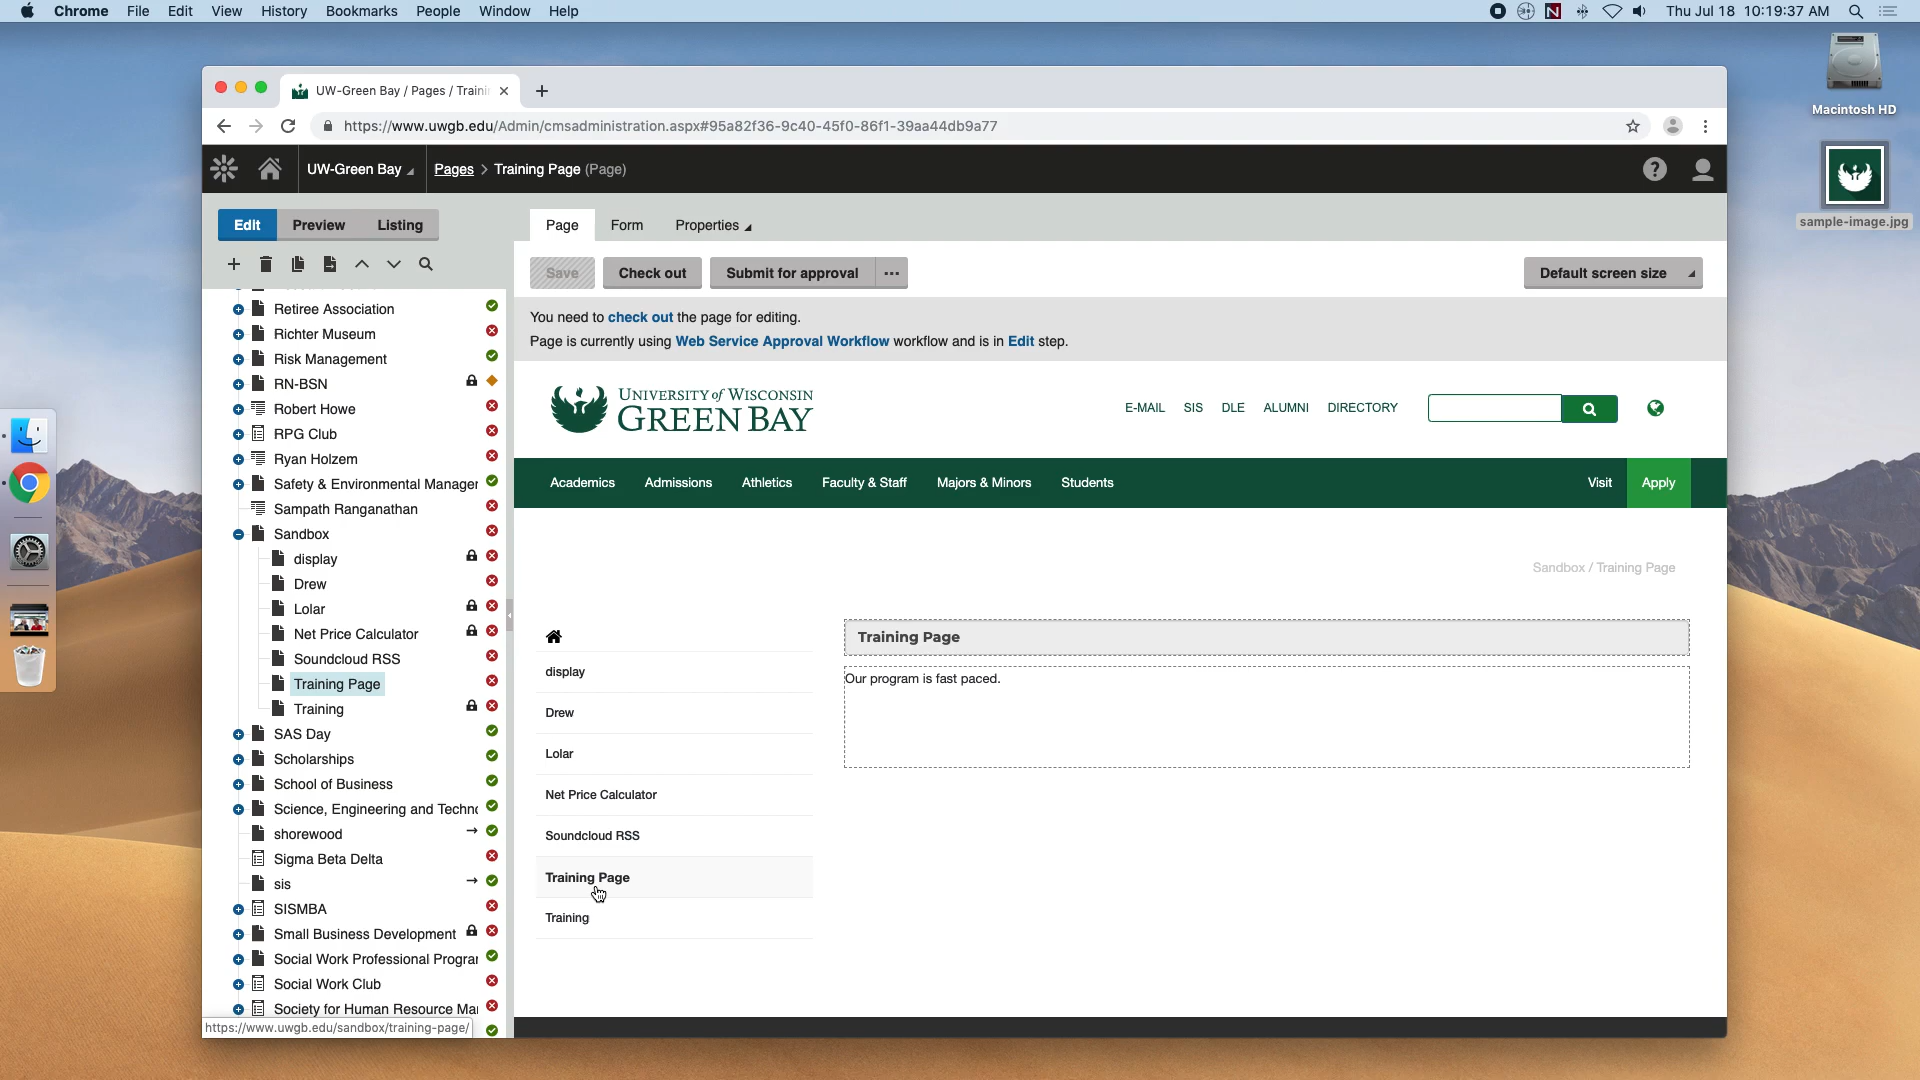 Chrome File Edit View History Bookmarks People Window Help
Thu Jul 18 10:19:37 AM
Macintosh HD
sample-image.jpg
UW-Green Bay / Pages / Traini
https://www.uwgb.edu/Admin/cmsadministration.aspx#95a82f36-9c40-45f0-86f1-39aa44db9a77
UW-Green Bay Pages > Training Page (Page)
Edit Preview Listing
Page Form Properties
Save Check out Submit for approval ... Default screen size
You need to check out the page for editing.
Page is currently using Web Service Approval Workflow workflow and is in Edit step.
Retiree Association
Richter Museum
Risk Management
RN-BSN
Robert Howe
RPG Club
Ryan Holzem
Safety & Environmental Manager
Sampath Ranganathan
Sandbox
display
Drew
Lolar
Net Price Calculator
Soundcloud RSS
Training Page
Training
SAS Day
Scholarships
School of Business
Science, Engineering and Techno
shorewood
Sigma Beta Delta
sis
SISMBA
Small Business Development
Social Work Professional Progra
Social Work Club
Society for Human Resource Ma
https://www.uwgb.edu/sandbox/training-page/
UNIVERSITY of WISCONSIN
GREEN BAY
E-MAIL SIS DLE ALUMNI DIRECTORY
Academics Admissions Athletics Faculty & Staff Majors & Minors Students Visit Apply
Sandbox / Training Page
display
Drew
Lolar
Net Price Calculator
Soundcloud RSS
Training Page
Training
Training Page
Our program is fast paced.